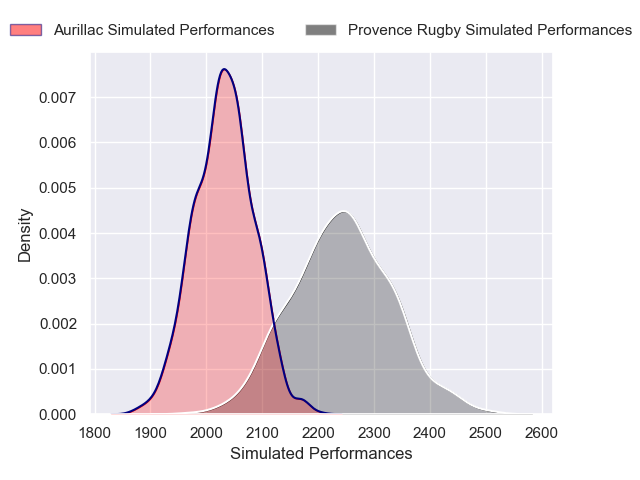 Aurillac Simulated Performances
Provence Rugby Simulated Performances
Density
0.007
0.006
0.005
0.004
0.003
0.002
0.001
0.000
1800 1900 2000 2100 2200 2300 2400 2500 2600
Simulated Performances